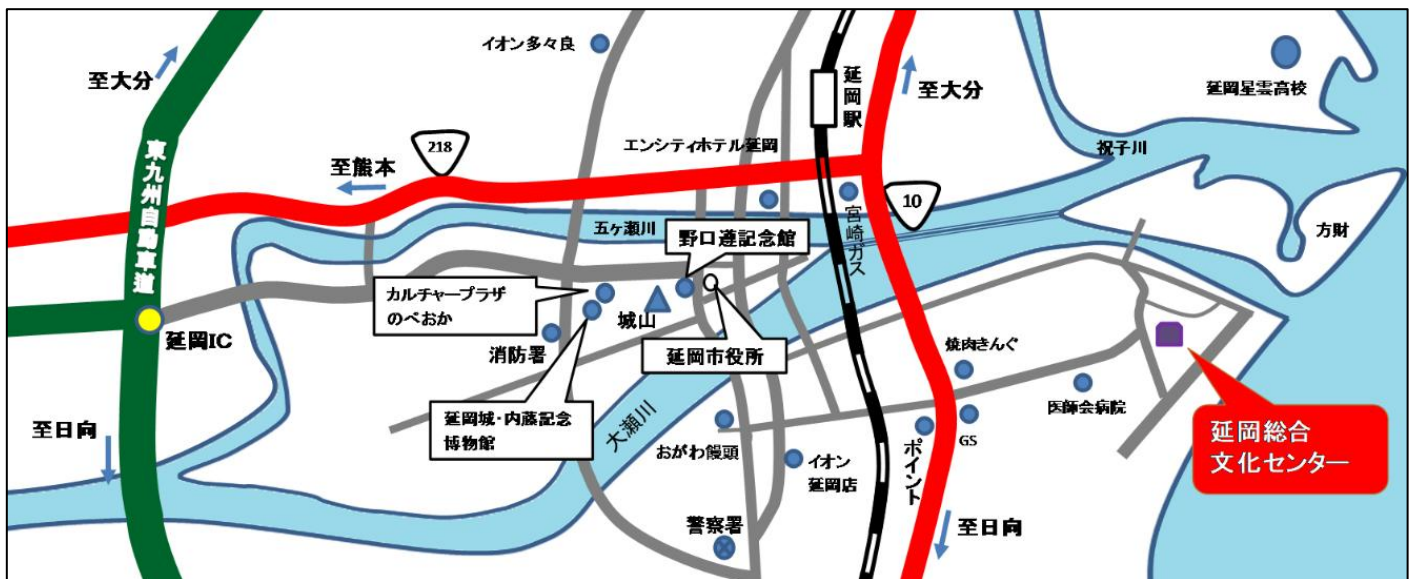 イオン多々良
至大分
東九州自動車道
218
至熊本
エンシティホテル延岡
延岡駅
至大分
延岡星雲高校
祝子川
10
方財
五ヶ瀬川
野口遵記念館
宮崎ガス
カルチャープラザ
のべおか
城山
延岡IC
消防署
延岡市役所
焼肉きんぐ
医師会病院
延岡城・内藤記念
博物館
大瀬川
おがわ饅頭
イオン
延岡店
ポイント
GS
延岡総合
文化センター
至日向
警察署
至日向